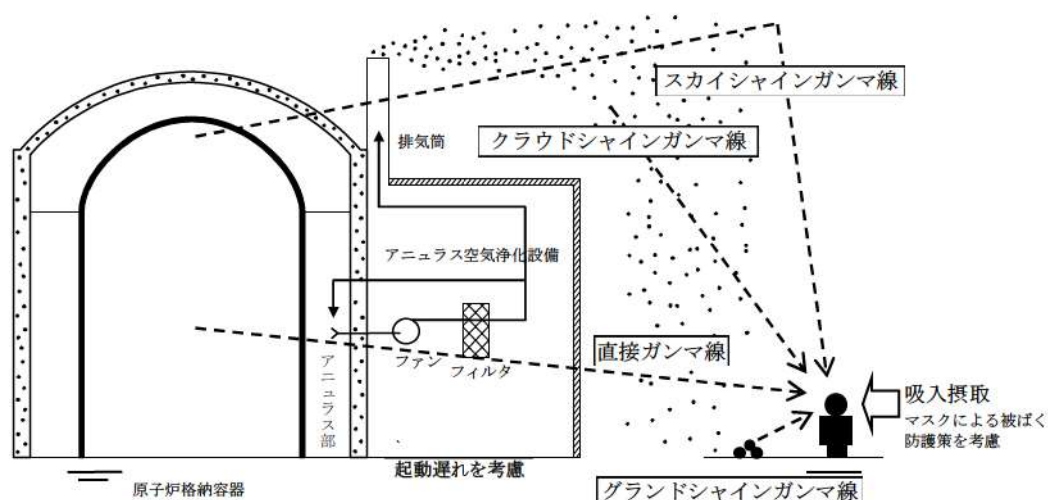 スカイシャインガンマ線
クラウドシャインガンマ線
排気筒
アニュラス空気浄化設備
直接ガンマ線
ファン
フィルタ
アニュラス部
吸入摂取
マスクによる被ばく
防護策を考慮
起動遅れを考慮
原子炉格納容器
グランドシャインガンマ線